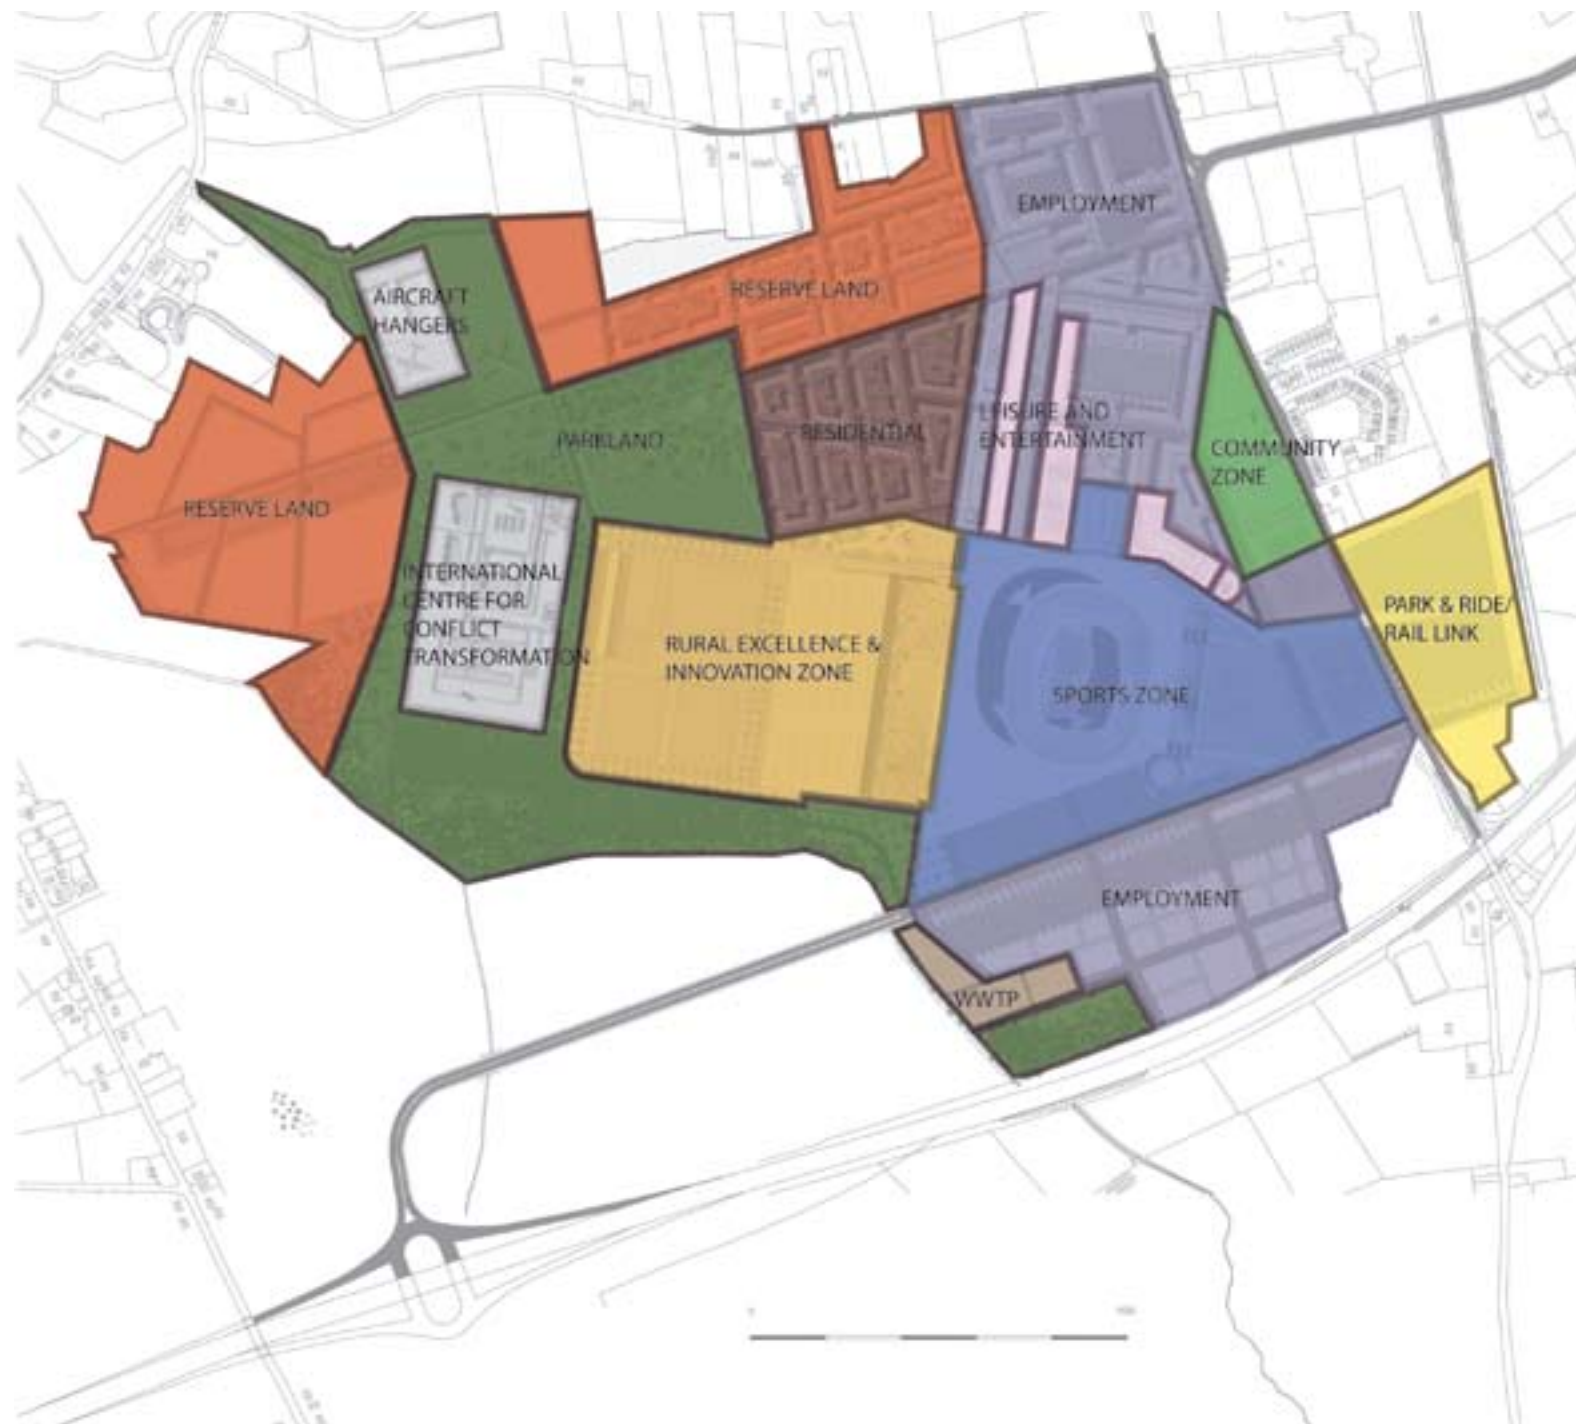 EMPLOYMENT
AIRCRAFT
HANGERS
RESERVE LAND
PARKLAND
RESIDENTIAL
LEISURE AND
ENTERTAINMENT
COMMUNITY
ZONE
RESERVE LAND
INTERNATIONAL
CENTRE FOR
CONFLICT
TRANSFORMATION
RURAL EXCELLENCE &
INNOVATION ZONE
PARK & RIDE/
RAIL LINK
SPORTS ZONE
EMPLOYMENT
WWTP